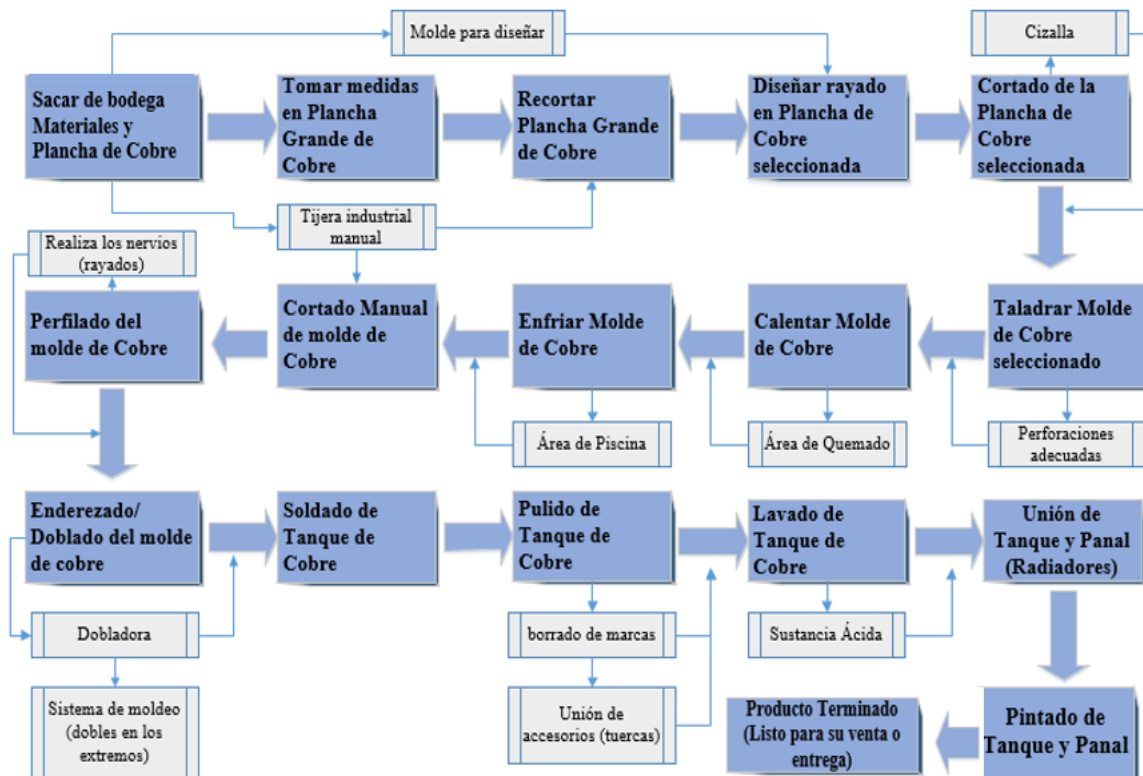 Molde para diseñar
Cizalla
Sacar de bodega
Materiales y
Plancha de Cobre
Tomar medidas
en Plancha
Grande de
Cobre
Recortar
Plancha Grande
de Cobre
Diseñar rayado
en Plancha de
Cobre
seleccionada
Cortado de la
Plancha de
Cobre
seleccionada
Tijera industrial
manual
Realiza los nervios
(rayados)
Perfilado del
molde de Cobre
Cortado Manual
de molde de
Cobre
Enfriar Molde
de Cobre
Calentar Molde
de Cobre
Taladrar Molde
de Cobre
seleccionado
Área de Piscina
Área de Quemado
Perforaciones
adecuadas
Enderezado/
Doblado del molde
de cobre
Soldado de
Tanque de
Cobre
Pulido de
Tanque de
Cobre
Lavado de
Tanque de
Cobre
Unión de
Tanque y Panal
(Radiadores)
Dobladora
borrado de marcas
Sustancia Ácida
Sistema de moldeo
(dobles en los
extremos)
Unión de
accesorios (tuercas)
Producto Terminado
(Listo para su venta o
entrega)
Pintado de
Tanque y Panal